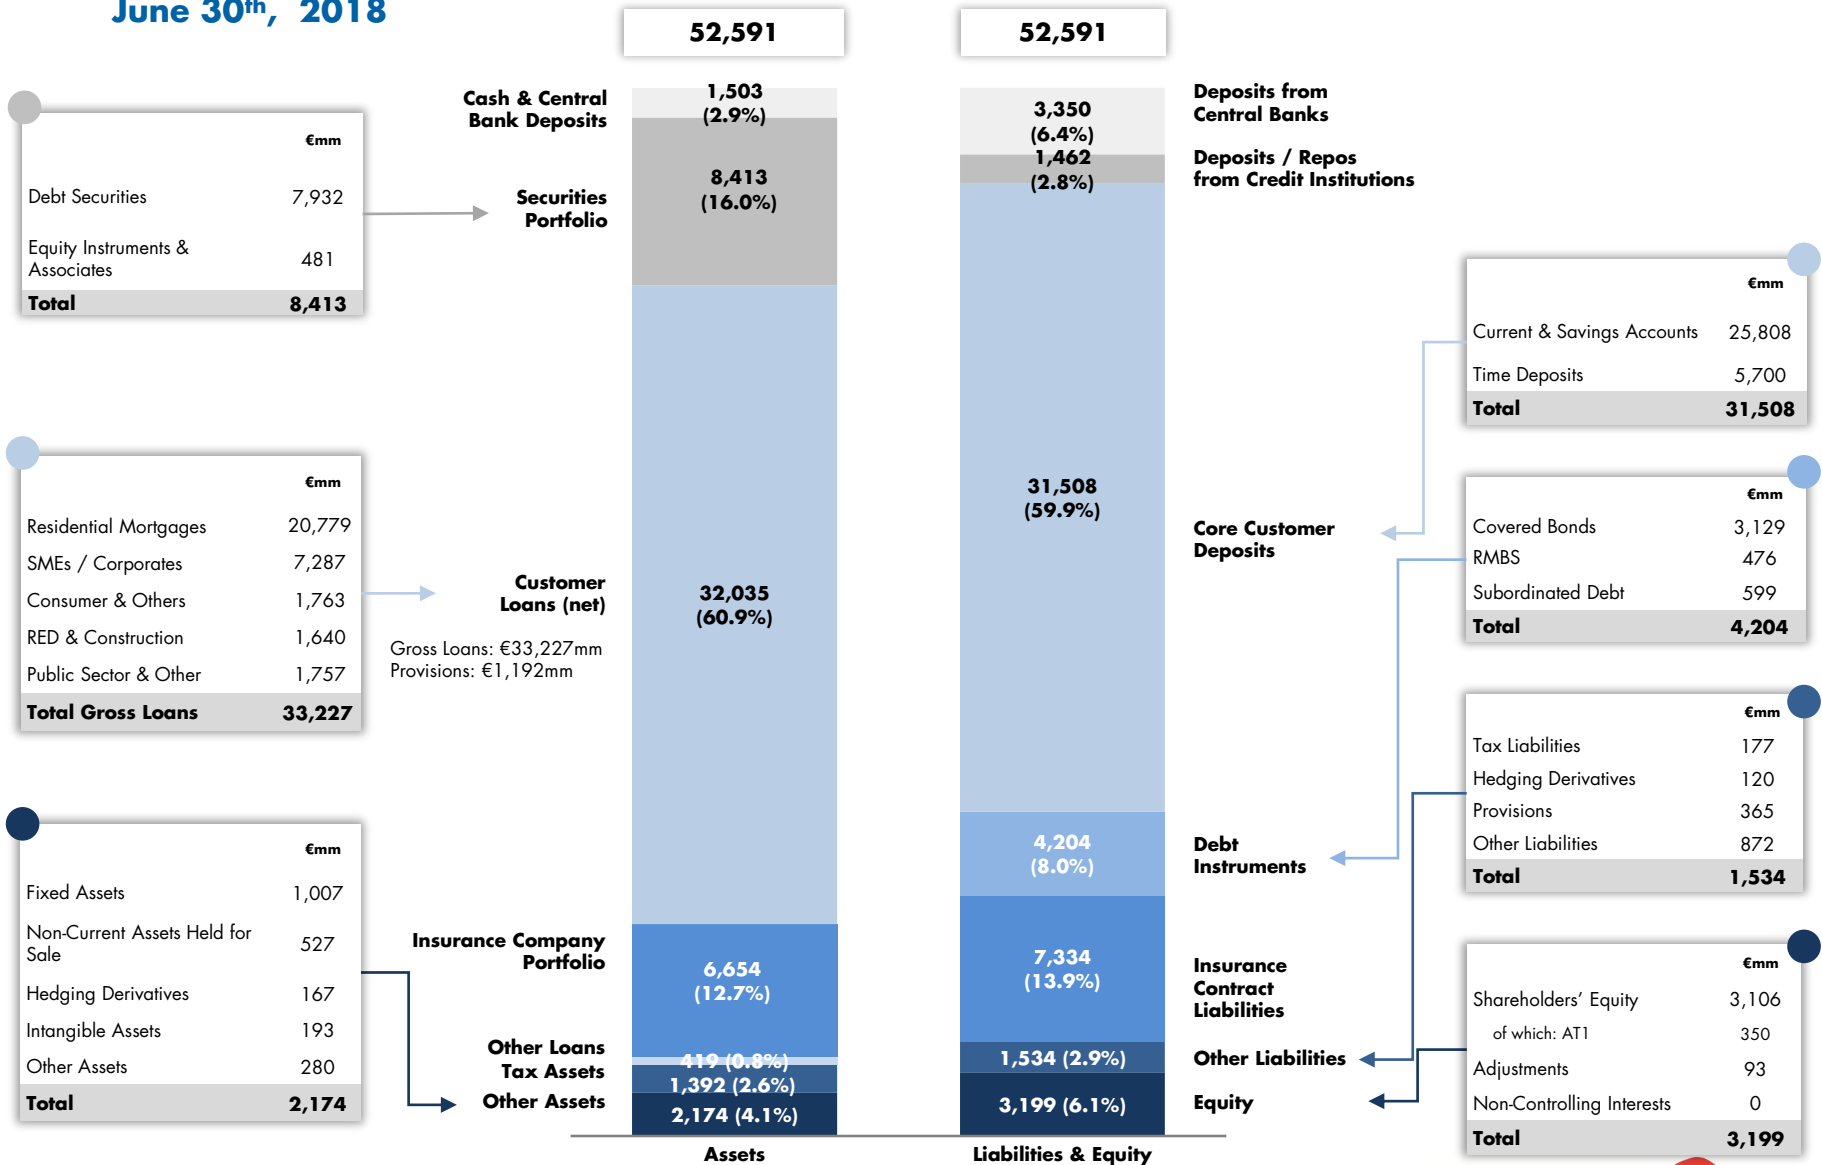 June 30th, 2018
52,591
52,591
€mm
Debt Securities 7,932
Equity Instruments &
Associates 481
Total 8,413
€mm
Residential Mortgages 20,779
SMEs / Corporates 7,287
Consumer & Others 1,763
RED & Construction 1,640
Public Sector & Other 1,757
Total Gross Loans 33,227
€mm
Fixed Assets 1,007
Non-Current Assets Held for
Sale 527
Hedging Derivatives 167
Intangible Assets 193
Other Assets 280
Total 2,174
Cash & Central
Bank Deposits
Securities
Portfolio
Customer
Loans (net)
Gross Loans: €33,227mm
Provisions: €1,192mm
Insurance Company
Portfolio
Other Loans
Tax Assets
Other Assets
1,503
(2.9%)
8,413
(16.0%)
32,035
(60.9%)
6,654
(12.7%)
419 (0.8%)
1,392 (2.6%)
2,174 (4.1%)
Assets
3,350
(6.4%)
1,462
(2.8%)
31,508
(59.9%)
4,204
(8.0%)
7,334
(13.9%)
1,534 (2.9%)
3,199 (6.1%)
Liabilities & Equity
Deposits from
Central Banks
Deposits / Repos
from Credit Institutions
Core Customer
Deposits
Debt
Instruments
Insurance
Contract
Liabilities
Other Liabilities
Equity
€mm
Current & Savings Accounts 25,808
Time Deposits 5,700
Total 31,508
€mm
Covered Bonds 3,129
RMBS 476
Subordinated Debt 599
Total 4,204
€mm
Tax Liabilities 177
Hedging Derivatives 120
Provisions 365
Other Liabilities 872
Total 1,534
€mm
Shareholders' Equity 3,106
of which: AT1 350
Adjustments 93
Non-Controlling Interests 0
Total 3,199